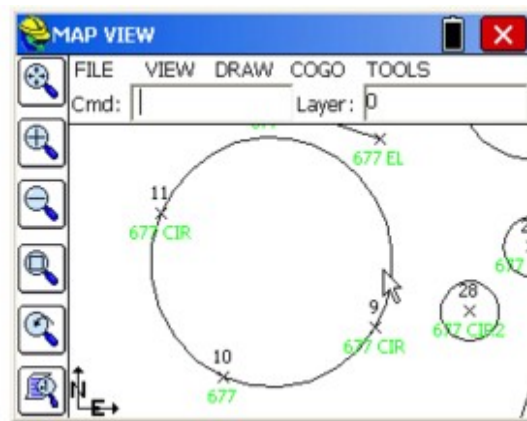 MAP VIEW
FILE VIEW DRAW COGO TOOLS
Cmd: Layer: 0
677 EL
11
677 CIR
28
9
677 CIR2
677 CIR
10
677
N
E